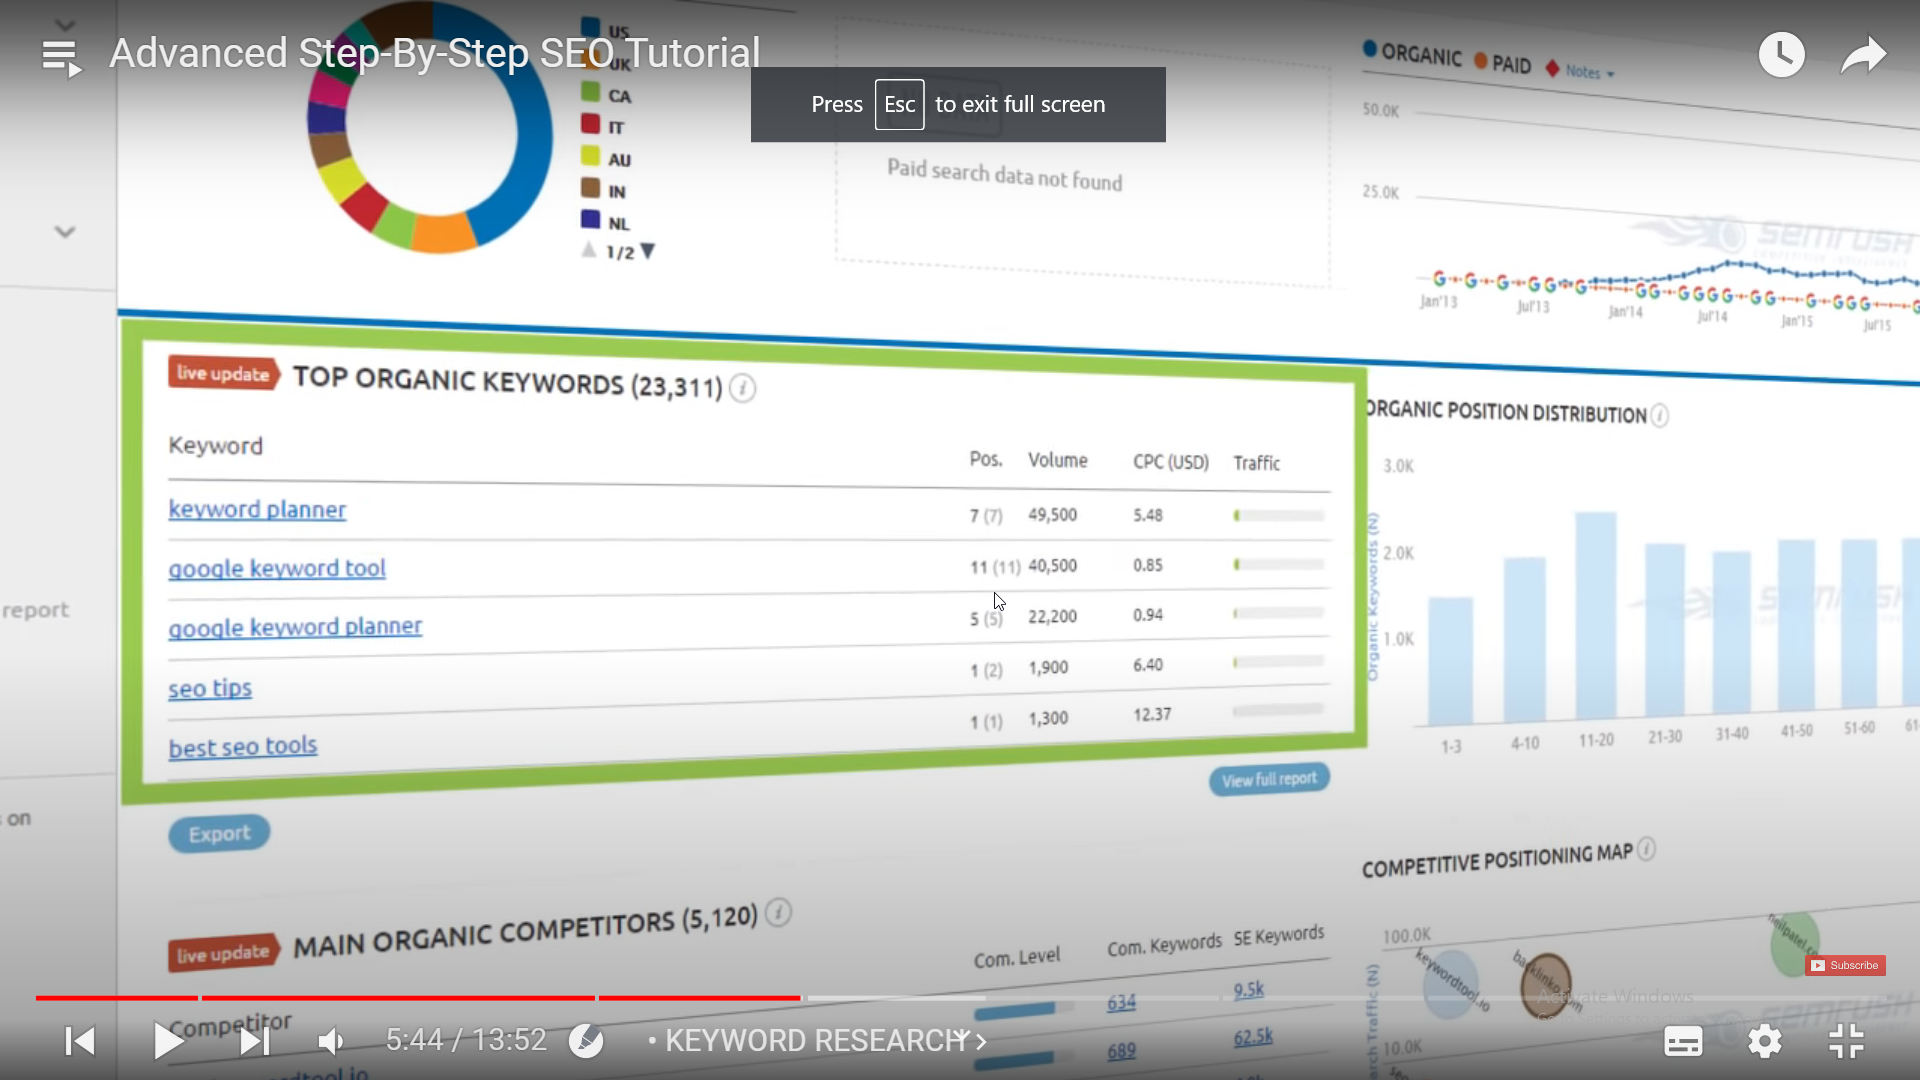 Advanced Step-By-Step SEO Tutorial
Press Esc to exit full screen
US
UK
CA
IT
AU
IN
NL
1/2
Paid search data not found
ORGANIC PAID Notes
50.0K
25.0K
semrush
Jan'13 Jul'13 Jan'14 Jul'14 Jan'15 Jul'15
live update TOP ORGANIC KEYWORDS (23,311) i
Keyword Pos. Volume CPC (USD) Traffic
keyword planner 7 (7) 49,500 5.48
google keyword tool 11 (11) 40,500 0.85
google keyword planner 5 (5) 22,200 0.94
seo tips 1 (2) 1,900 6.40
best seo tools 1 (1) 1,300 12.37
View full report
Export
report
on
ORGANIC POSITION DISTRIBUTION i
Organic Keywords (N)
3.0K
2.0K
1.0K
semrush
1-3 4-10 11-20 21-30 31-40 41-50 51-60 61-
live update MAIN ORGANIC COMPETITORS (5,120) i
Competitor Com. Level Com. Keywords SE Keywords
634 9.5k
689 62.5k
COMPETITIVE POSITIONING MAP i
100.0K
10.0K
keywordtool.io
backlinko.com
neilpatel.co
Subscribe
Activate Windows
semrush
5:44 / 13:52 • KEYWORD RESEARCH